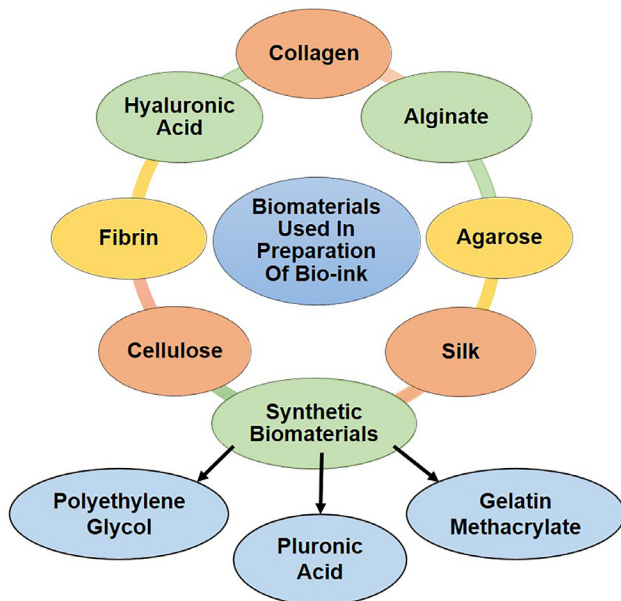 Collagen
Hyaluronic
Acid
Alginate
Biomaterials
Used In
Preparation
Of Bio-ink
Fibrin
Agarose
Cellulose
Silk
Synthetic
Biomaterials
Polyethylene
Glycol
Pluronic
Acid
Gelatin
Methacrylate